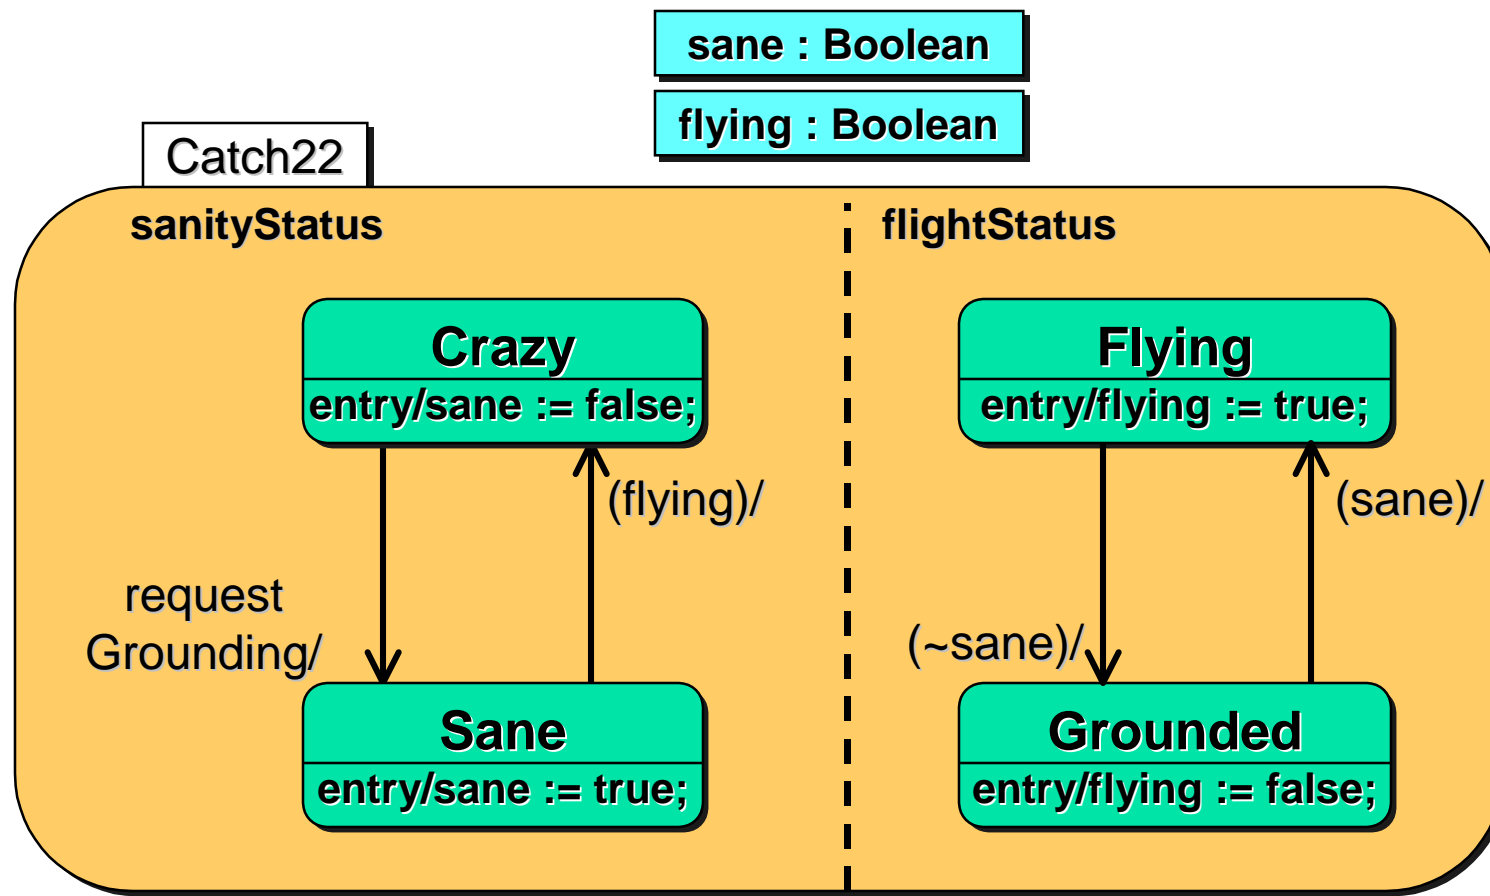 sane : Boolean
flying : Boolean
Catch22
sanityStatus
flightStatus
Crazy
entry/sane := false;
Flying
entry/flying := true;
(flying)/
(sane)/
request
Grounding/
(~sane)/
Sane
entry/sane := true;
Grounded
entry/flying := false;